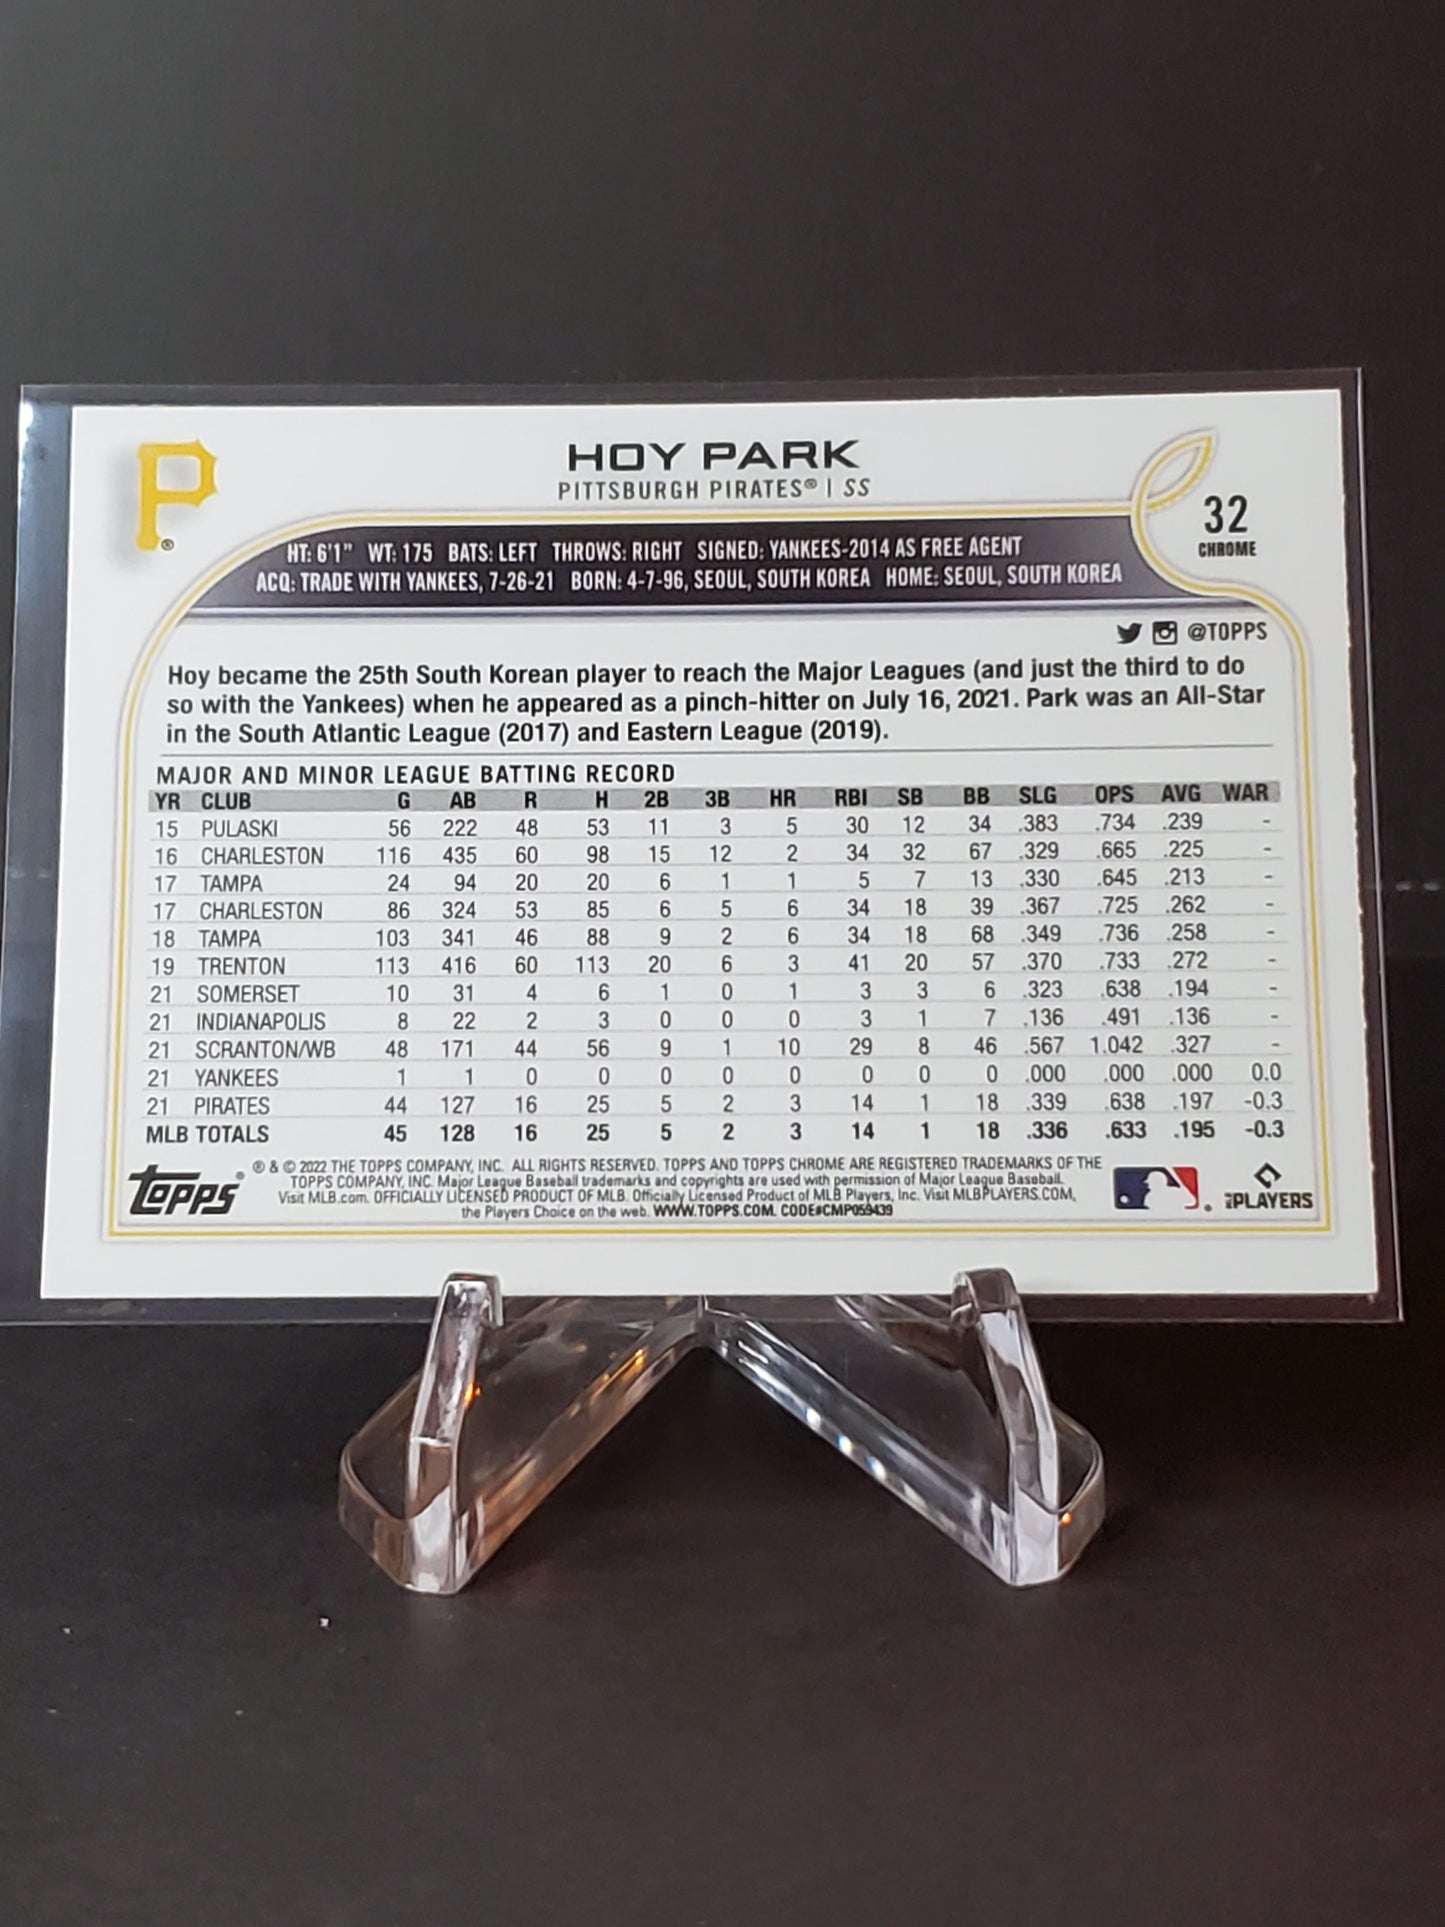 P
®
HOY PARK
PITTSBURGH PIRATES® | SS
32
CHROME
HT: 6'1" WT: 175 BATS: LEFT THROWS: RIGHT SIGNED: YANKEES-2014 AS FREE AGENT
ACQ: TRADE WITH YANKEES, 7-26-21 BORN: 4-7-96, SEOUL, SOUTH KOREA HOME: SEOUL, SOUTH KOREA
@TOPPS
Hoy became the 25th South Korean player to reach the Major Leagues (and just the third to do
so with the Yankees) when he appeared as a pinch-hitter on July 16, 2021. Park was an All-Star
in the South Atlantic League (2017) and Eastern League (2019).
MAJOR AND MINOR LEAGUE BATTING RECORD
YR CLUB G AB R H 2B 3B HR RBI SB BB SLG OPS AVG WAR
15 PULASKI 56 222 48 53 11 3 5 30 12 34 .383 .734 .239 -
16 CHARLESTON 116 435 60 98 15 12 2 34 32 67 .329 .665 .225 -
17 TAMPA 24 94 20 20 6 1 1 5 7 13 .330 .645 .213 -
17 CHARLESTON 86 324 53 85 6 5 6 34 18 39 .367 .725 .262 -
18 TAMPA 103 341 46 88 9 2 6 34 18 68 .349 .736 .258 -
19 TRENTON 113 416 60 113 20 6 3 41 20 57 .370 .733 .272 -
21 SOMERSET 10 31 4 6 1 0 1 3 3 6 .323 .638 .194 -
21 INDIANAPOLIS 8 22 2 3 0 0 0 3 1 7 .136 .491 .136 -
21 SCRANTON/WB 48 171 44 56 9 1 10 29 8 46 .567 1.042 .327 -
21 YANKEES 1 1 0 0 0 0 0 0 0 0 .000 .000 .000 0.0
21 PIRATES 44 127 16 25 5 2 3 14 1 18 .339 .638 .197 -0.3
MLB TOTALS 45 128 16 25 5 2 3 14 1 18 .336 .633 .195 -0.3
topps®
® & © 2022 THE TOPPS COMPANY, INC. ALL RIGHTS RESERVED. TOPPS AND TOPPS CHROME ARE REGISTERED TRADEMARKS OF THE
TOPPS COMPANY, INC. Major League Baseball trademarks and copyrights are used with permission of Major League Baseball.
Visit MLB.com. OFFICIALLY LICENSED PRODUCT OF MLB. Officially Licensed Product of MLB Players, Inc. Visit MLBPLAYERS.COM,
the Players Choice on the web. WWW.TOPPS.COM. CODE#CMP059439
PLAYERS